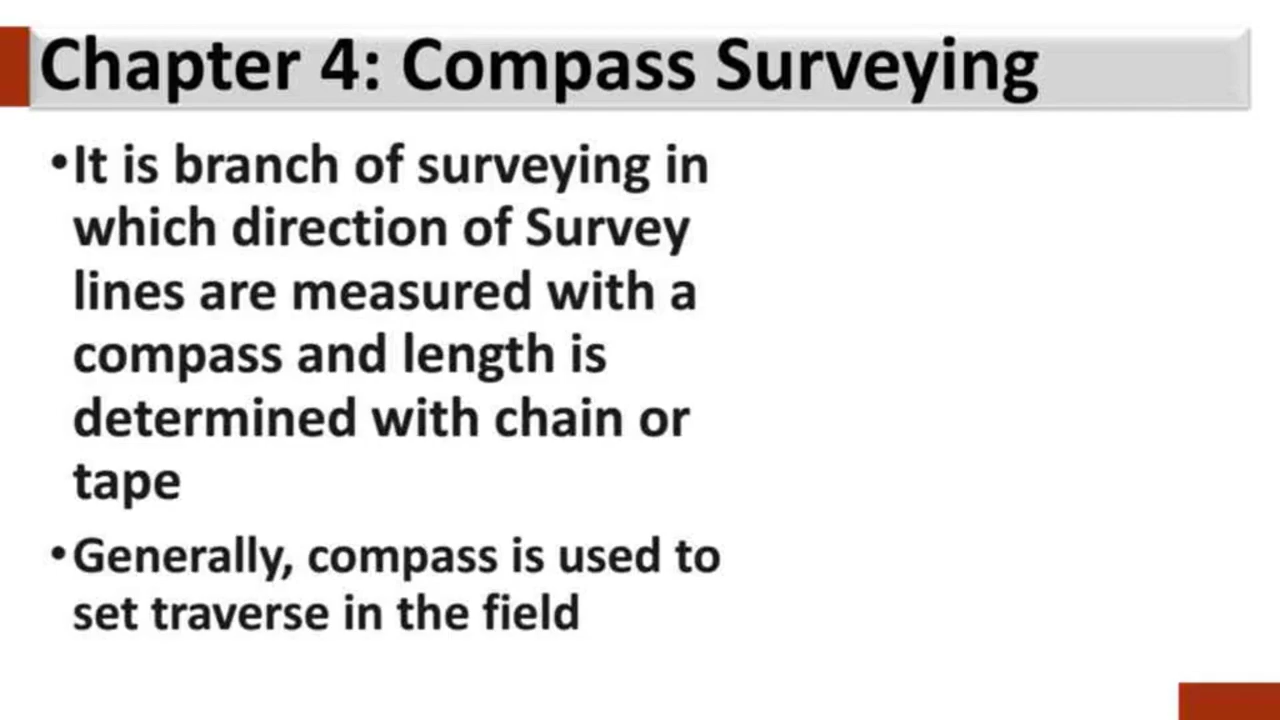 Chapter 4: Compass Surveying
•It is branch of surveying in
which direction of Survey
lines are measured with a
compass and length is
determined with chain or
tape
•Generally, compass is used to
set traverse in the field